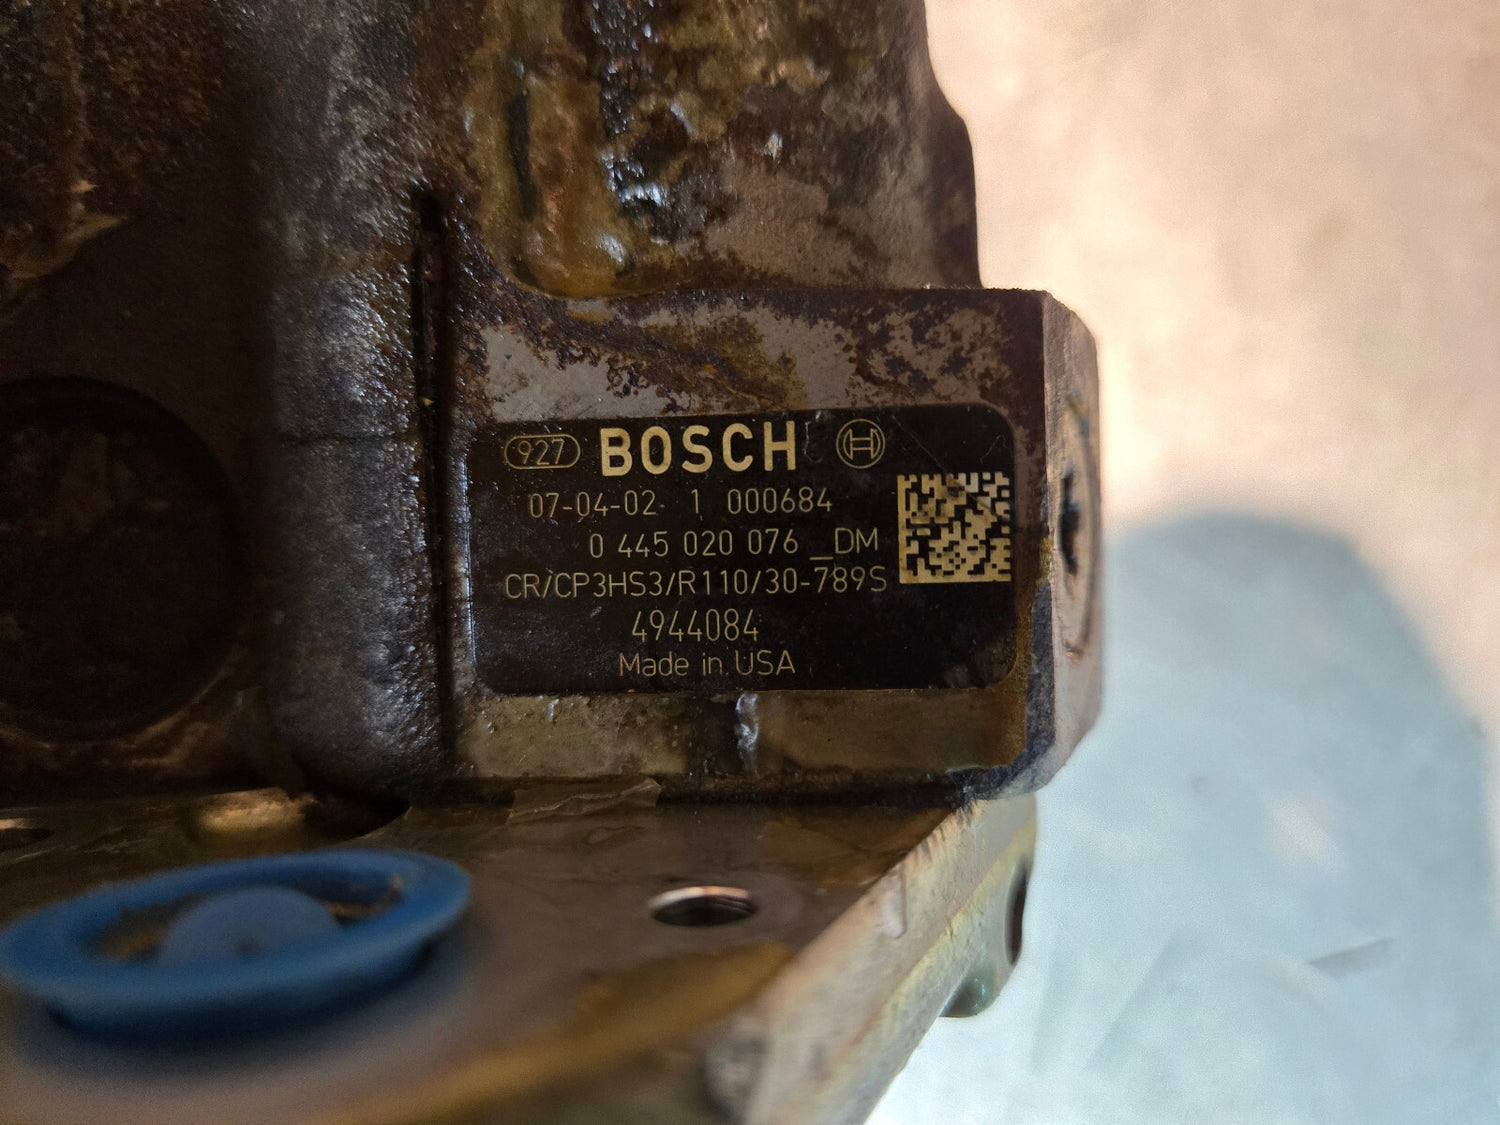 927 BOSCH
07-04-02 1 000684
0 445 020 076 _DM
CR/CP3HS3/R110/30-789S
4944084
Made in USA